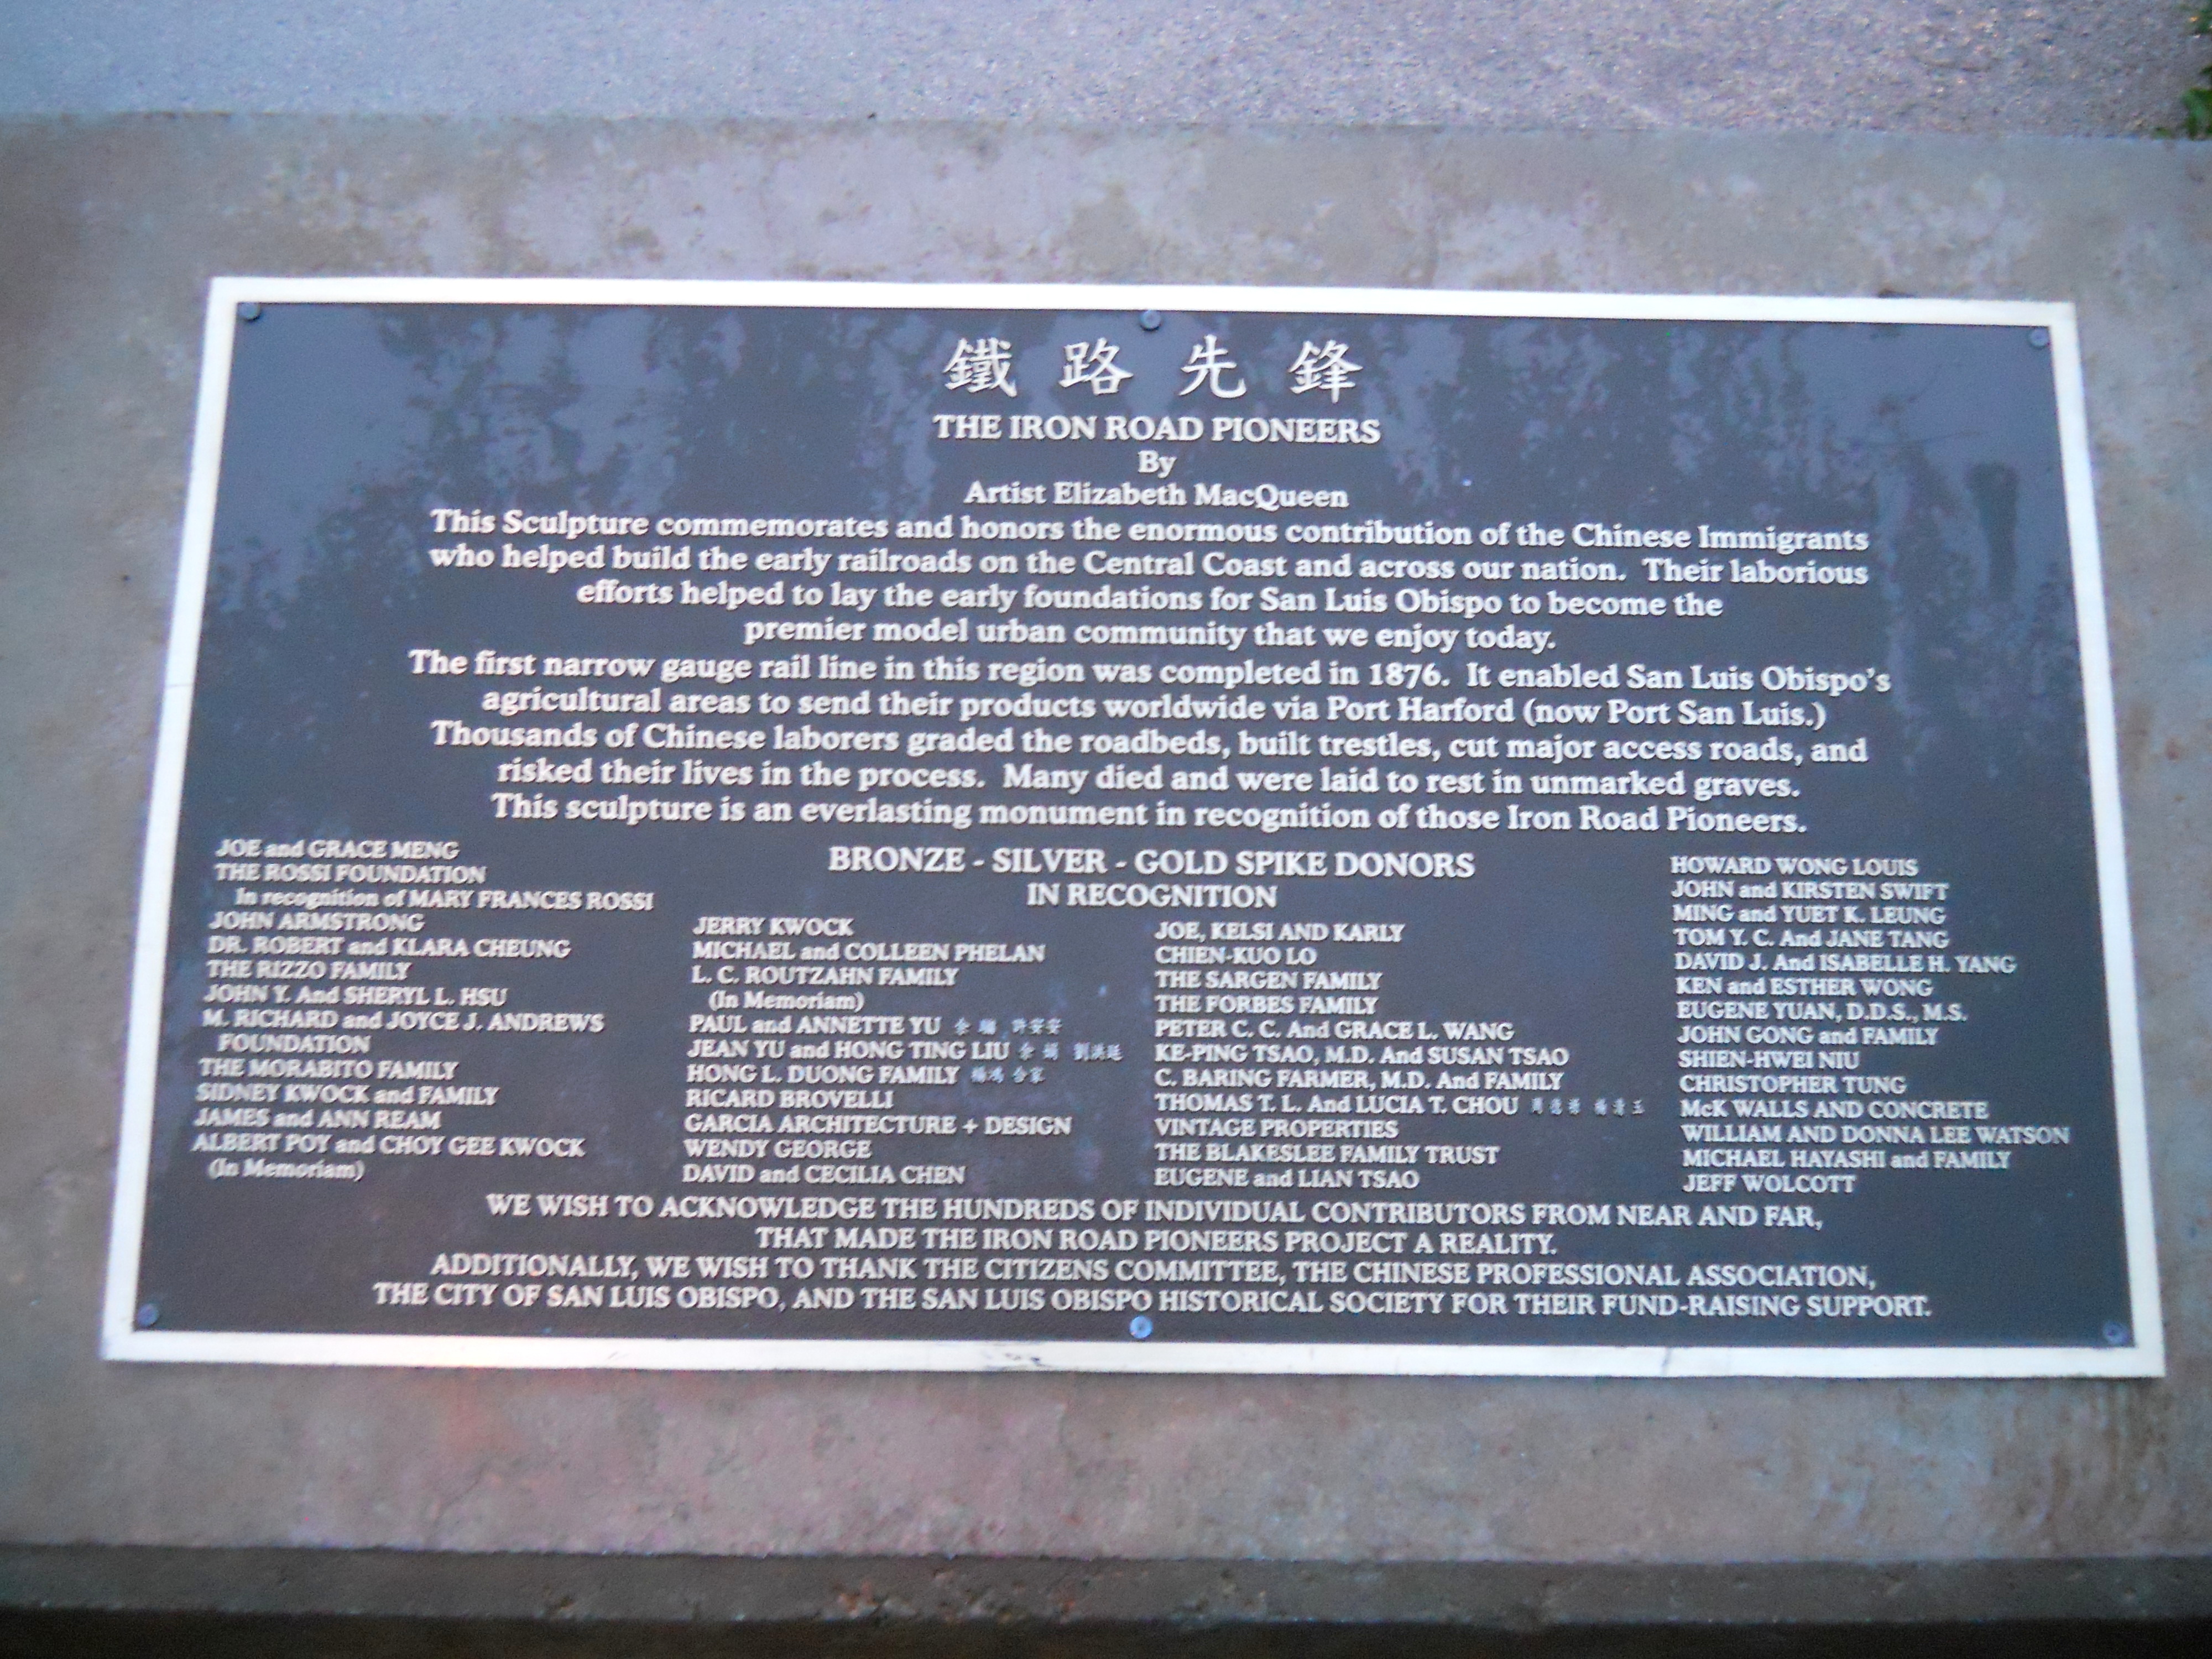 鐵路先鋒
THE IRON ROAD PIONEERS
By
Artist Elizabeth MacQueen
This Sculpture commemorates and honors the enormous contribution of the Chinese Immigrants
who helped build the early railroads on the Central Coast and across our nation. Their laborious
efforts helped to lay the early foundations for San Luis Obispo to become the
premier model urban community that we enjoy today.
The first narrow gauge rail line in this region was completed in 1876. It enabled San Luis Obispo's
agricultural areas to send their products worldwide via Port Harford (now Port San Luis.)
Thousands of Chinese laborers graded the roadbeds, built trestles, cut major access roads, and
risked their lives in the process. Many died and were laid to rest in unmarked graves.
This sculpture is an everlasting monument in recognition of those Iron Road Pioneers.
BRONZE - SILVER - GOLD SPIKE DONORS
IN RECOGNITION
JOE and GRACE MENG
THE ROSSI FOUNDATION
In recognition of MARY FRANCES ROSSI
JOHN ARMSTRONG
DR. ROBERT and KLARA CHEUNG
THE RIZZO FAMILY
JOHN Y. And SHERYL L. HSU
M. RICHARD and JOYCE J. ANDREWS
FOUNDATION
THE MORABITO FAMILY
SIDNEY KWOCK and FAMILY
JAMES and ANN REAM
ALBERT POY and CHOY GEE KWOCK
(In Memoriam)
JERRY KWOCK
MICHAEL and COLLEEN PHELAN
L. C. ROUTZAHN FAMILY
(In Memoriam)
PAUL and ANNETTE YU
JEAN YU and HONG TING LIU
HONG L. DUONG FAMILY
RICARD BROVELLI
GARCIA ARCHITECTURE + DESIGN
WENDY GEORGE
DAVID and CECILIA CHEN
JOE, KELSI AND KARLY
CHIEN-KUO LO
THE SARGEN FAMILY
THE FORBES FAMILY
PETER C. C. And GRACE L. WANG
KE-PING TSAO, M.D. And SUSAN TSAO
C. BARING FARMER, M.D. And FAMILY
THOMAS T. L. And LUCIA T. CHOU
VINTAGE PROPERTIES
THE BLAKESLEE FAMILY TRUST
EUGENE and LIAN TSAO
HOWARD WONG LOUIS
JOHN and KIRSTEN SWIFT
MING and YUET K. LEUNG
TOM Y. C. And JANE TANG
DAVID J. And ISABELLE H. YANG
KEN and ESTHER WONG
EUGENE YUAN, D.D.S., M.S.
JOHN GONG and FAMILY
SHIEN-HWEI NIU
CHRISTOPHER TUNG
McK WALLS AND CONCRETE
WILLIAM AND DONNA LEE WATSON
MICHAEL HAYASHI and FAMILY
JEFF WOLCOTT
WE WISH TO ACKNOWLEDGE THE HUNDREDS OF INDIVIDUAL CONTRIBUTORS FROM NEAR AND FAR,
THAT MADE THE IRON ROAD PIONEERS PROJECT A REALITY.
ADDITIONALLY, WE WISH TO THANK THE CITIZENS COMMITTEE, THE CHINESE PROFESSIONAL ASSOCIATION,
THE CITY OF SAN LUIS OBISPO, AND THE SAN LUIS OBISPO HISTORICAL SOCIETY FOR THEIR FUND-RAISING SUPPORT.